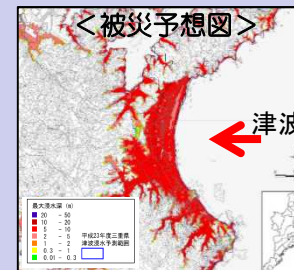 ＜被災予想図＞
津波
最大浸水深 (m)
20 - 50
10 - 20
5 - 10
2 - 5
1 - 2
0.3 - 1
0.01 - 0.3
平成23年度三重県
津波浸水予測範囲